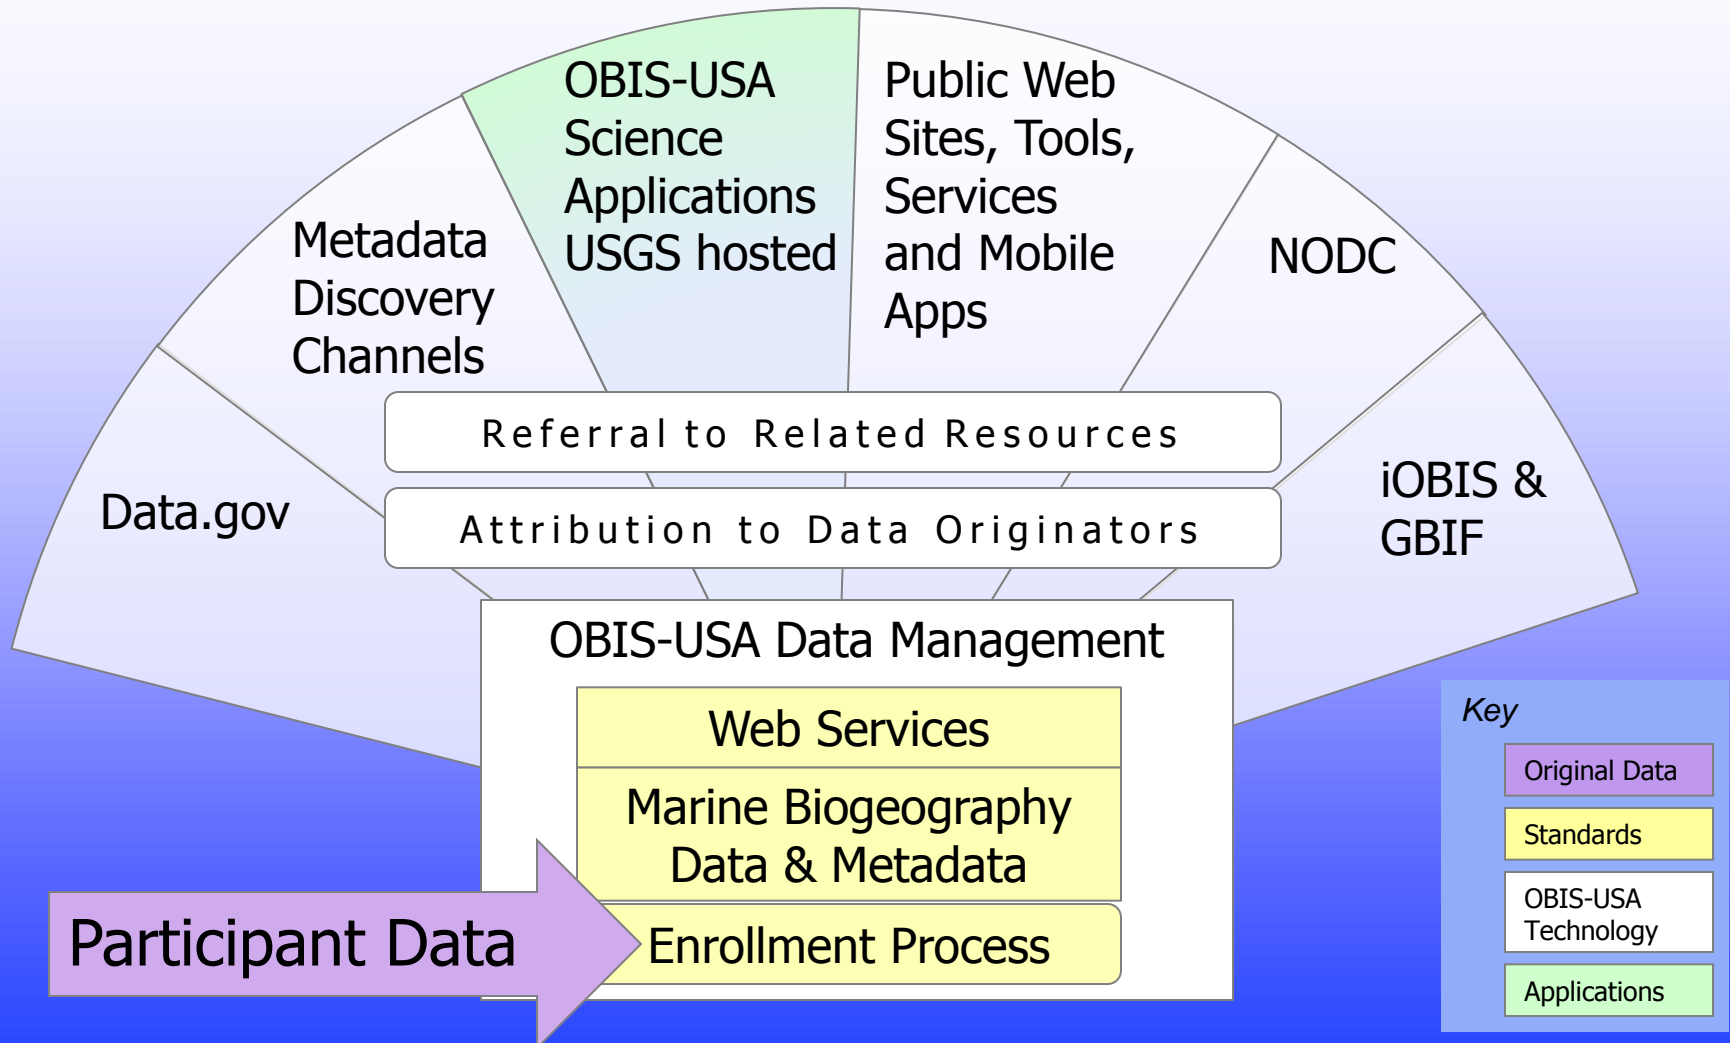 OBIS-USA
Science
Applications
USGS hosted
Public Web
Sites, Tools,
Services
and Mobile
Apps
Metadata
Discovery
Channels
NODC
Data.gov
iOBIS &
GBIF
Referral to Related Resources
Attribution to Data Originators
OBIS-USA Data Management
Web Services
Marine Biogeography
Data & Metadata
Enrollment Process
Participant Data
Key
Original Data
Standards
OBIS-USA
Technology
Applications